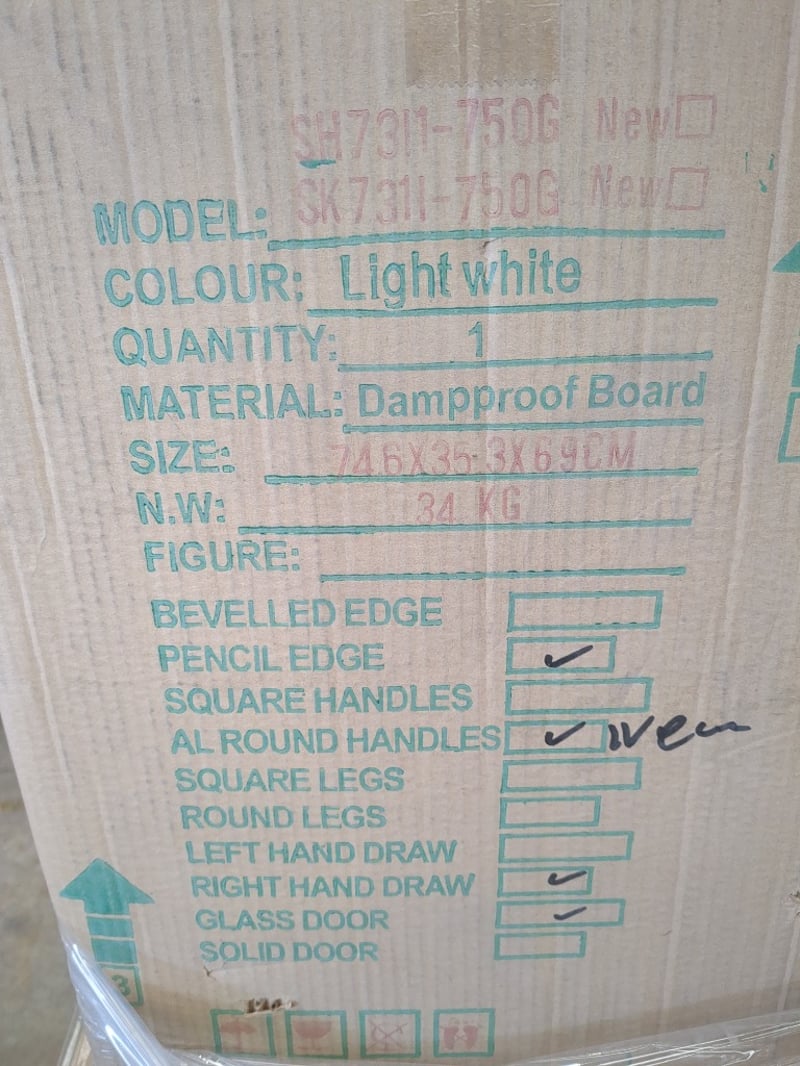 SH7311-750G New
SK7311-750G New
MODEL:
COLOUR: Light white
QUANTITY: 1
MATERIAL: Dampproof Board
SIZE: 74.6X35.3X69CM
N.W: 34 KG
FIGURE:
BEVELLED EDGE
PENCIL EDGE
SQUARE HANDLES
AL ROUND HANDLES
SQUARE LEGS
ROUND LEGS
LEFT HAND DRAW
RIGHT HAND DRAW
GLASS DOOR
SOLID DOOR
3